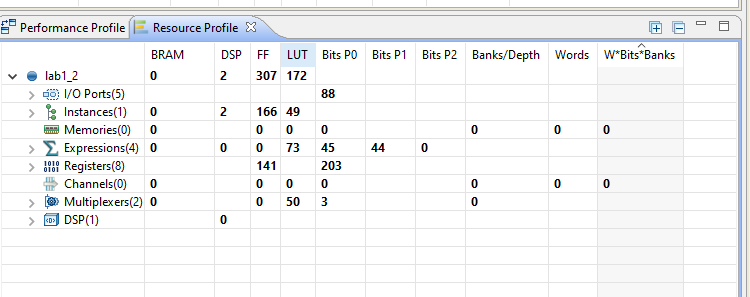 Performance Profile Resource Profile
BRAM DSP FF LUT Bits P0 Bits P1 Bits P2 Banks/Depth Words W*Bits*Banks
lab1_2 0 2 307 172
I/O Ports(5) 88
Instances(1) 0 2 166 49
Memories(0) 0 0 0 0 0 0 0
Expressions(4) 0 0 0 73 45 44 0
Registers(8) 141 203
Channels(0) 0 0 0 0 0 0 0
Multiplexers(2) 0 0 50 3 0
DSP(1) 0